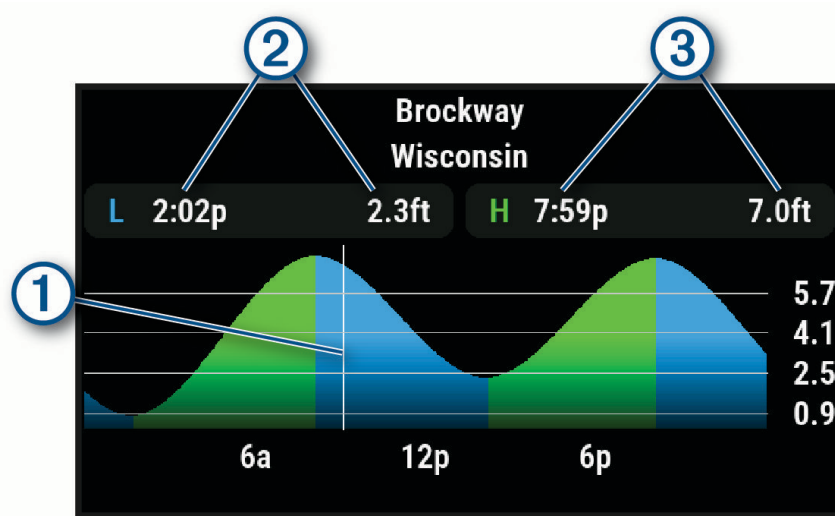 2 3
Brockway
Wisconsin
L 2:02p 2.3ft H 7:59p 7.0ft
1
5.7
4.1
2.5
0.9
6a 12p 6p